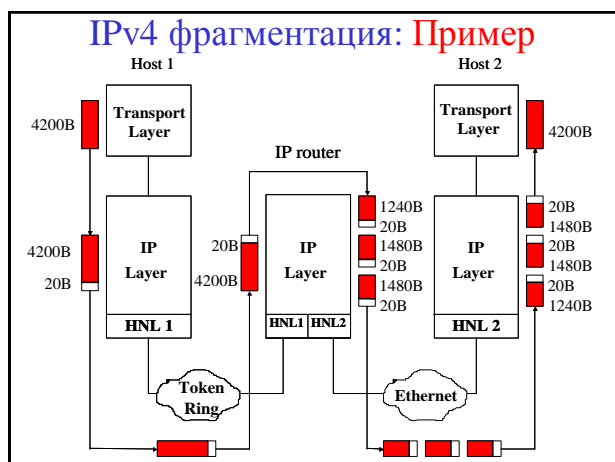 IPv4 фрагментация: Пример
Host 1
Host 2
4200B
Transport
Layer
IP router
Transport
Layer
4200B
4200B
20B
IP
Layer
HNL 1
20B
4200B
IP
Layer
HNL1
HNL2
1240B
20B
1480B
20B
1480B
20B
IP
Layer
HNL 2
20B
1480B
20B
1480B
20B
1240B
Token
Ring
Ethernet